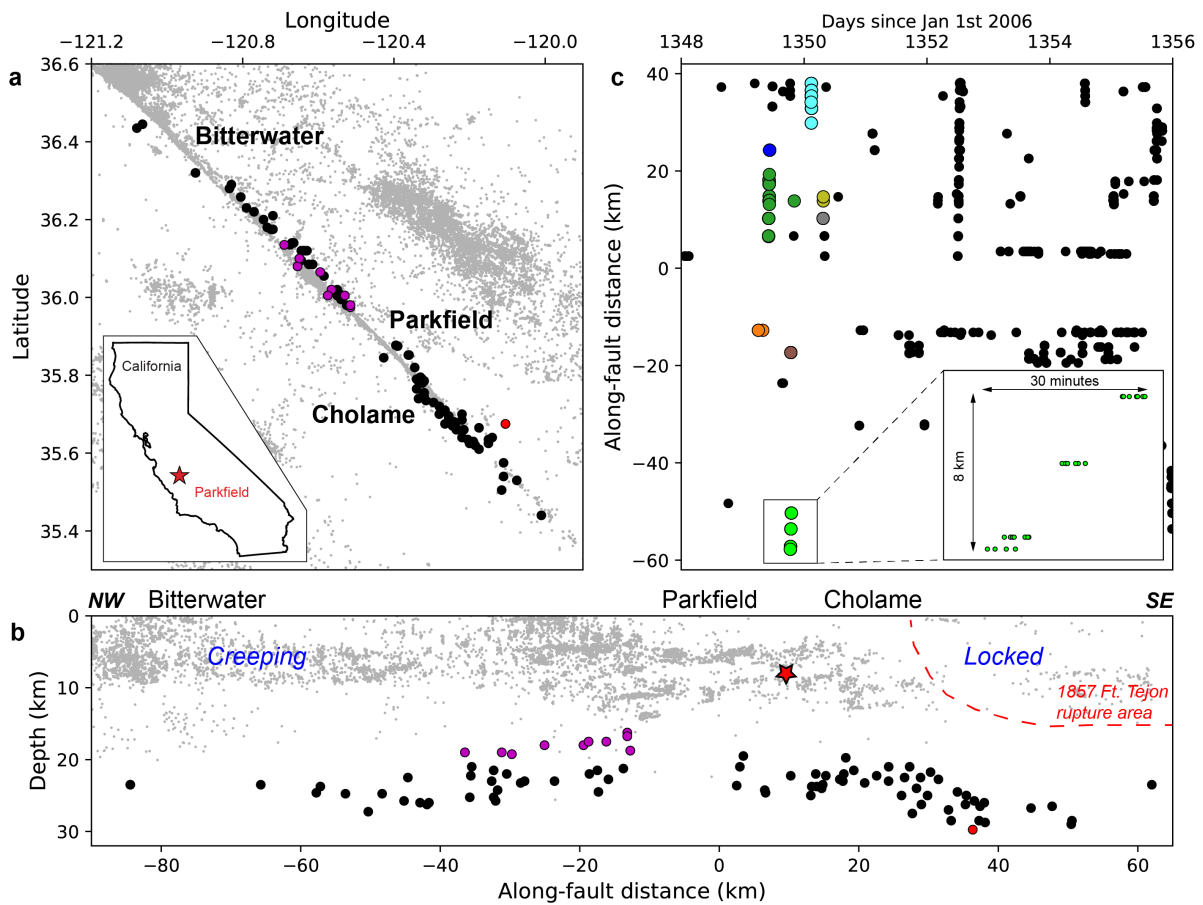 Longitude
−121.2 −120.8 −120.4 −120.0
a
36.6
36.4
36.2
36.0
35.8
35.6
35.4
Latitude
Bitterwater
Parkfield
Cholame
California
Parkfield
Days since Jan 1st 2006
1348 1350 1352 1354 1356
c
40
20
0
−20
−40
−60
Along-fault distance (km)
30 minutes
8 km
NW Bitterwater Parkfield Cholame SE
b
0
10
20
30
Depth (km)
Creeping
Locked
1857 Ft. Tejon
rupture area
−80 −60 −40 −20 0 20 40 60
Along-fault distance (km)